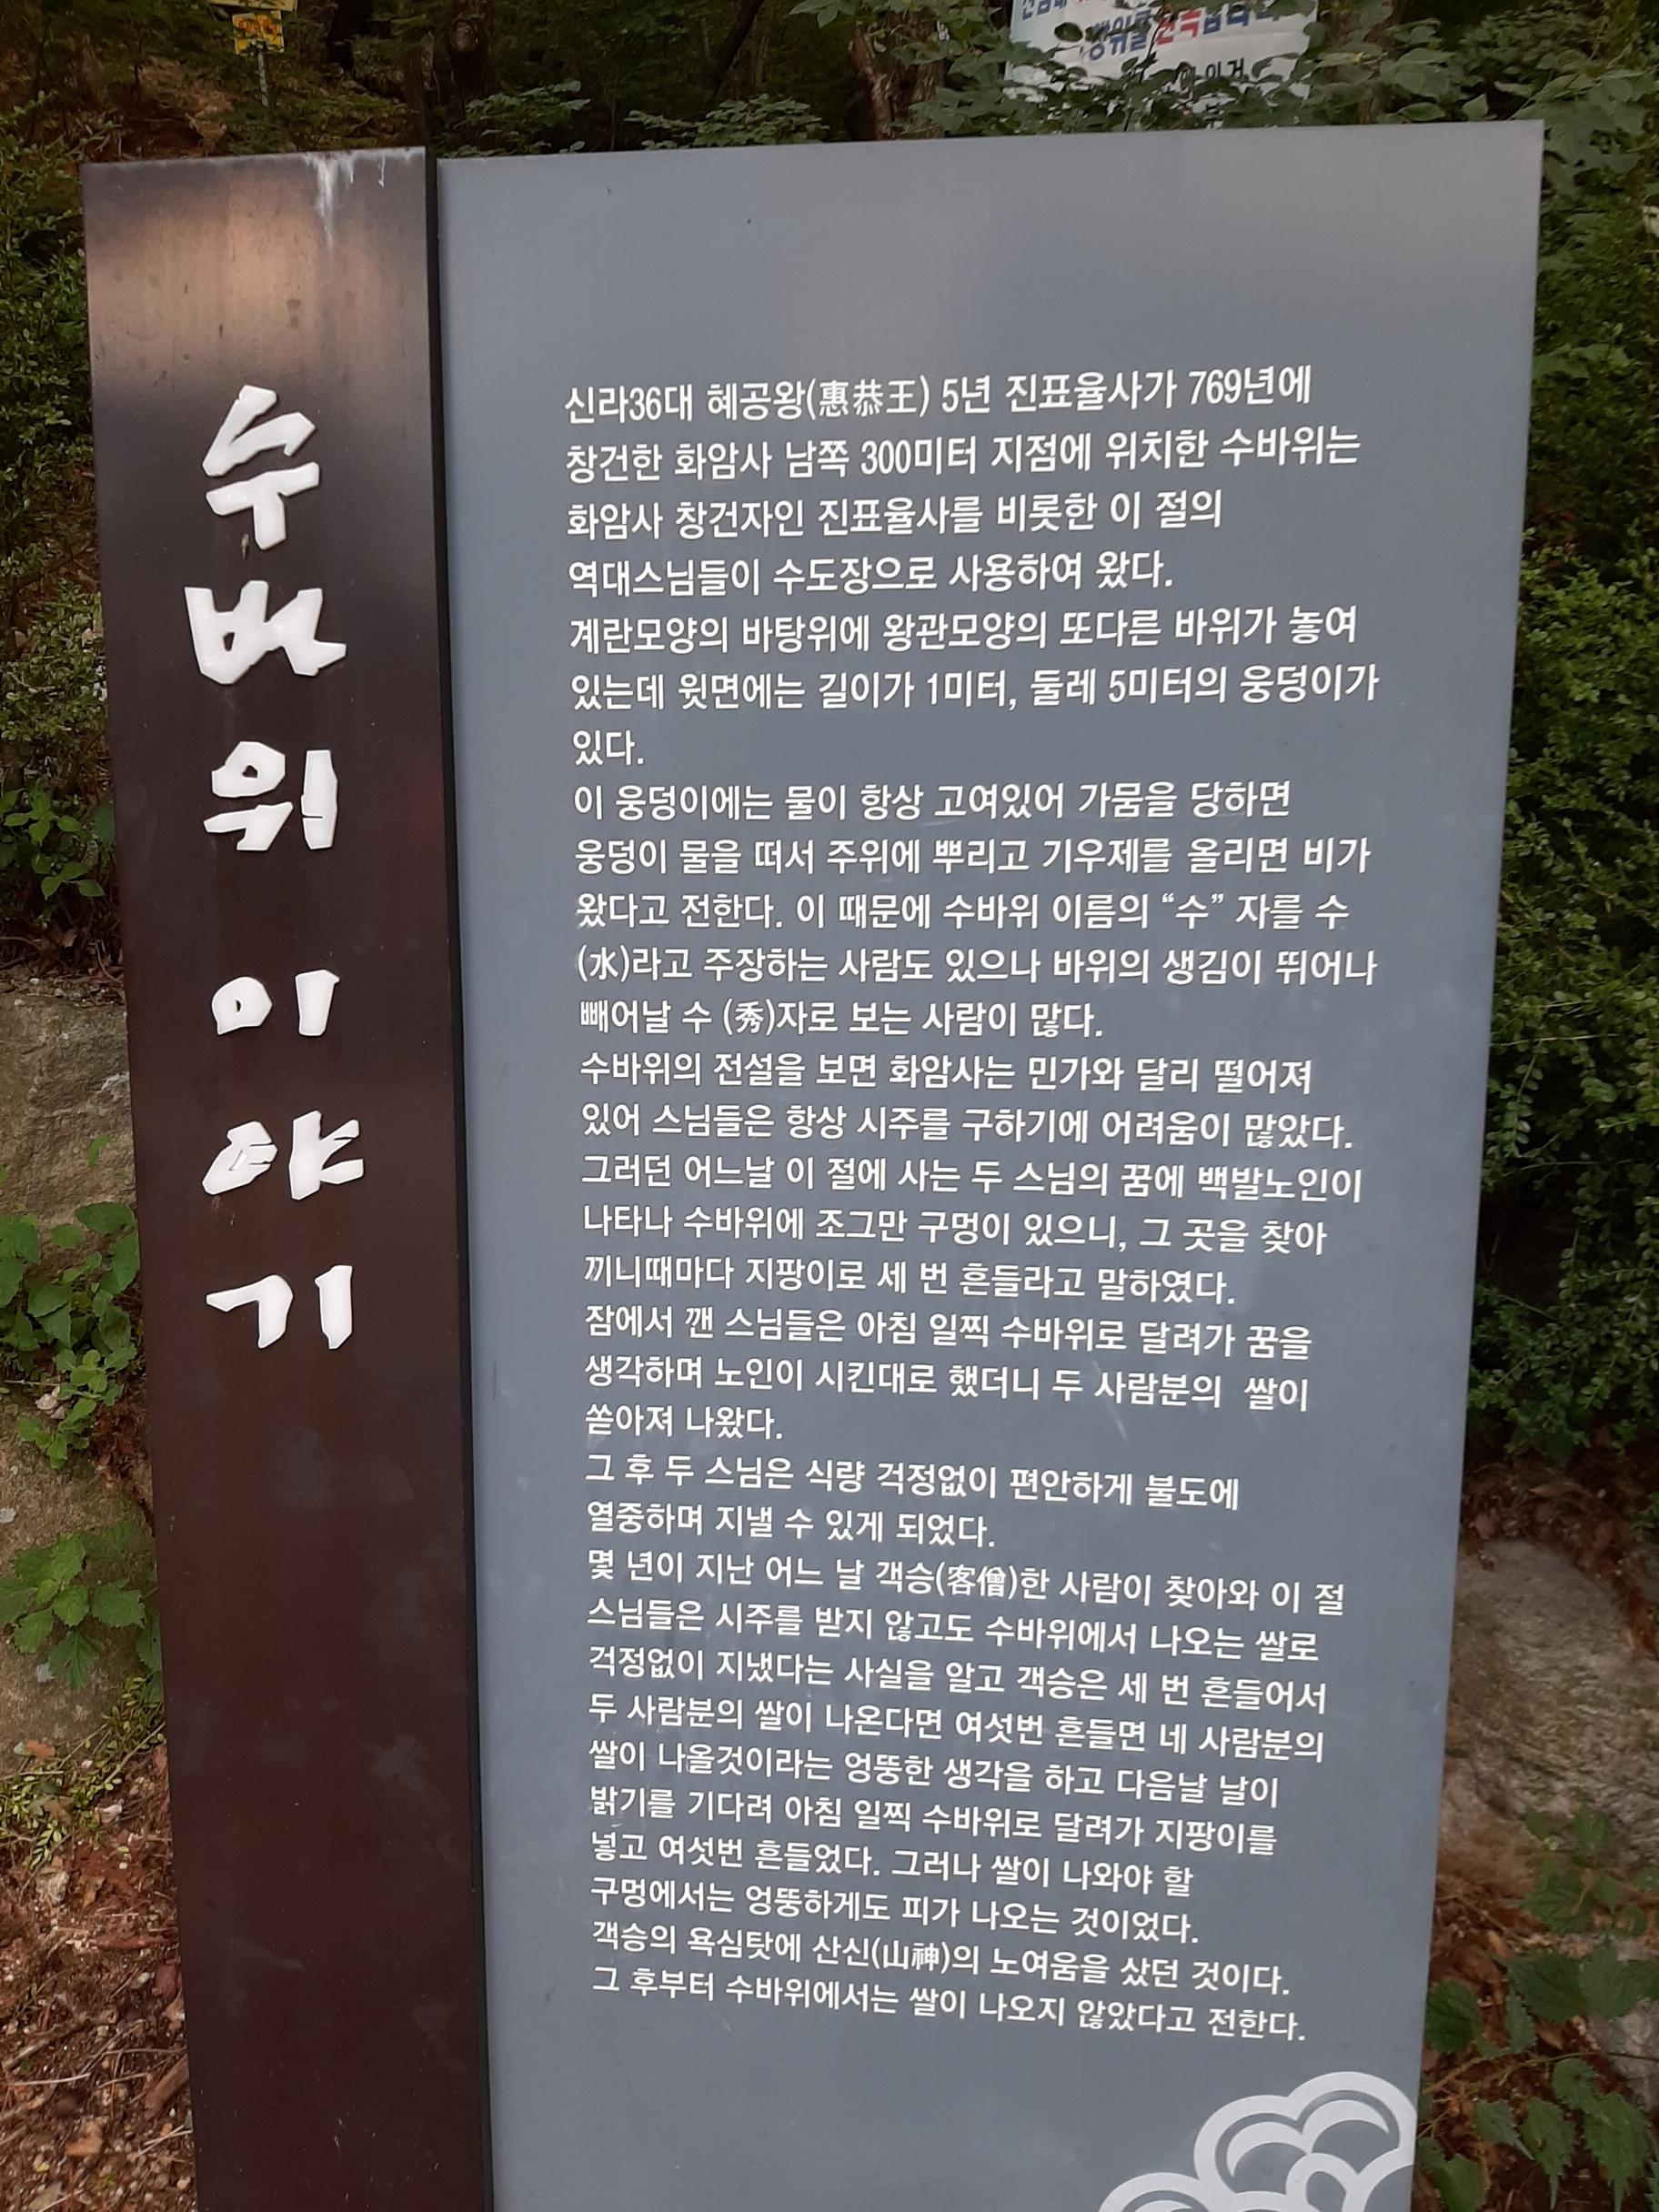 수바위 이야기
신라36대 혜공왕(惠恭王) 5년 진표율사가 769년에
창건한 화암사 남쪽 300미터 지점에 위치한 수바위는
화암사 창건자인 진표율사를 비롯한 이 절의
역대스님들이 수도장으로 사용하여 왔다.
계란모양의 바탕위에 왕관모양의 또다른 바위가 놓여
있는데 윗면에는 길이가 1미터, 둘레 5미터의 웅덩이가
있다.
이 웅덩이에는 물이 항상 고여있어 가뭄을 당하면
웅덩이 물을 떠서 주위에 뿌리고 기우제를 올리면 비가
왔다고 전한다. 이 때문에 수바위 이름의 “수” 자를 수
(水)라고 주장하는 사람도 있으나 바위의 생김이 뛰어나
빼어날 수 (秀)자로 보는 사람이 많다.
수바위의 전설을 보면 화암사는 민가와 달리 떨어져
있어 스님들은 항상 시주를 구하기에 어려움이 많았다.
그러던 어느날 이 절에 사는 두 스님의 꿈에 백발노인이
나타나 수바위에 조그만 구멍이 있으니, 그 곳을 찾아
끼니때마다 지팡이로 세 번 흔들라고 말하였다.
잠에서 깬 스님들은 아침 일찍 수바위로 달려가 꿈을
생각하며 노인이 시킨대로 했더니 두 사람분의 쌀이
쏟아져 나왔다.
그 후 두 스님은 식량 걱정없이 편안하게 불도에
열중하며 지낼 수 있게 되었다.
몇 년이 지난 어느 날 객승(客僧)한 사람이 찾아와 이 절
스님들은 시주를 받지 않고도 수바위에서 나오는 쌀로
걱정없이 지냈다는 사실을 알고 객승은 세 번 흔들어서
두 사람분의 쌀이 나온다면 여섯번 흔들면 네 사람분의
쌀이 나올것이라는 엉뚱한 생각을 하고 다음날 날이
밝기를 기다려 아침 일찍 수바위로 달려가 지팡이를
넣고 여섯번 흔들었다. 그러나 쌀이 나와야 할
구멍에서는 엉뚱하게도 피가 나오는 것이었다.
객승의 욕심탓에 산신(山神)의 노여움을 샀던 것이다.
그 후부터 수바위에서는 쌀이 나오지 않았다고 전한다.